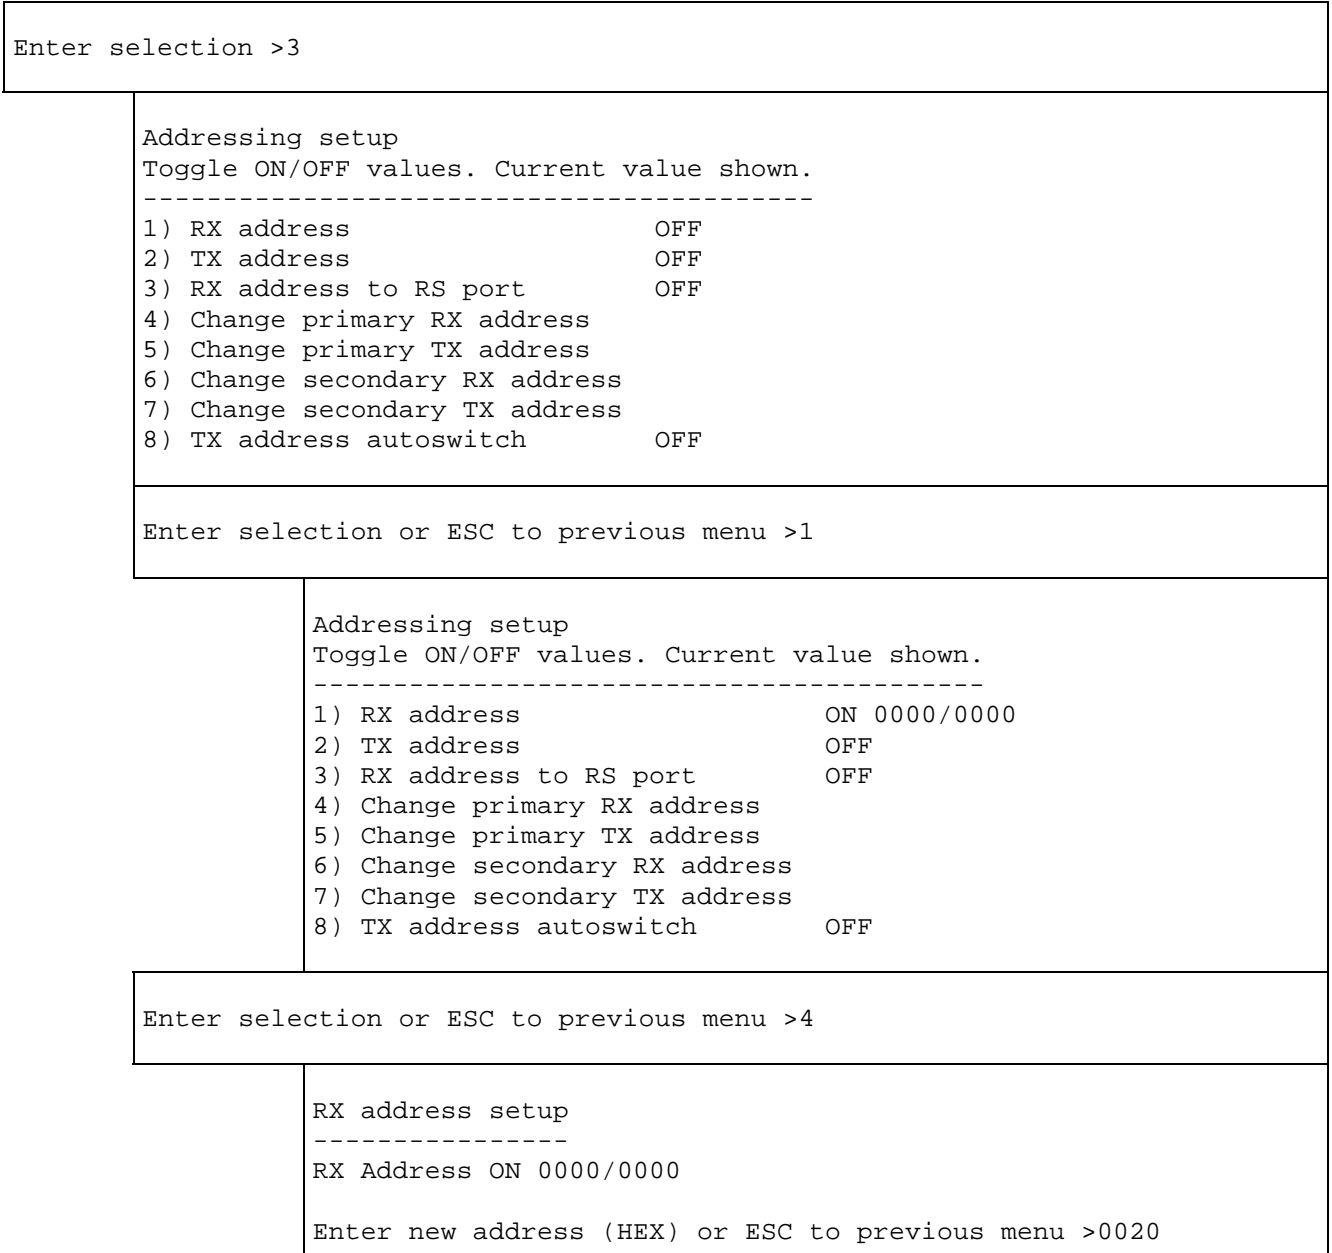 Enter selection >3
Addressing setup
Toggle ON/OFF values. Current value shown.
------------------------------------------
1) RX address                   OFF
2) TX address                   OFF
3) RX address to RS port        OFF
4) Change primary RX address
5) Change primary TX address
6) Change secondary RX address
7) Change secondary TX address
8) TX address autoswitch        OFF
Enter selection or ESC to previous menu >1
Addressing setup
Toggle ON/OFF values. Current value shown.
------------------------------------------
1) RX address                   ON 0000/0000
2) TX address                   OFF
3) RX address to RS port        OFF
4) Change primary RX address
5) Change primary TX address
6) Change secondary RX address
7) Change secondary TX address
8) TX address autoswitch        OFF
Enter selection or ESC to previous menu >4
RX address setup
----------------
RX Address ON 0000/0000
Enter new address (HEX) or ESC to previous menu >0020